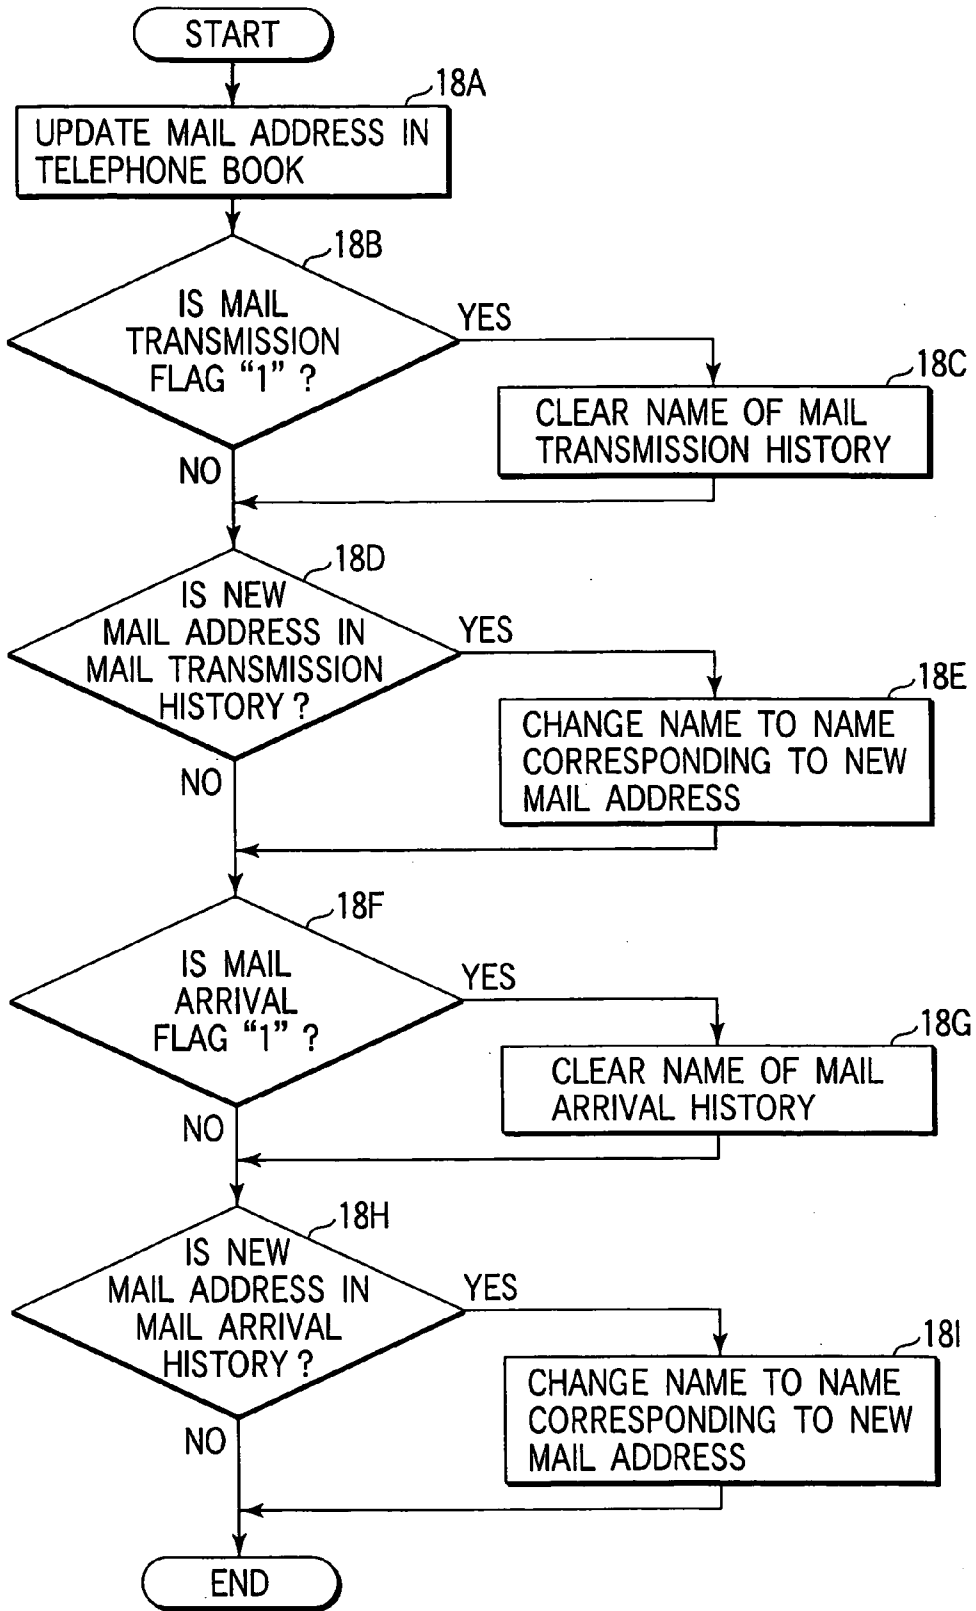 START
18A
UPDATE MAIL ADDRESS IN
TELEPHONE BOOK
18B
IS MAIL
TRANSMISSION
FLAG “1” ?
YES
NO
18C
CLEAR NAME OF MAIL
TRANSMISSION HISTORY
18D
IS NEW
MAIL ADDRESS IN
MAIL TRANSMISSION
HISTORY ?
YES
NO
18E
CHANGE NAME TO NAME
CORRESPONDING TO NEW
MAIL ADDRESS
18F
IS MAIL
ARRIVAL
FLAG “1” ?
YES
NO
18G
CLEAR NAME OF MAIL
ARRIVAL HISTORY
18H
IS NEW
MAIL ADDRESS IN
MAIL ARRIVAL
HISTORY ?
YES
NO
18I
CHANGE NAME TO NAME
CORRESPONDING TO NEW
MAIL ADDRESS
END